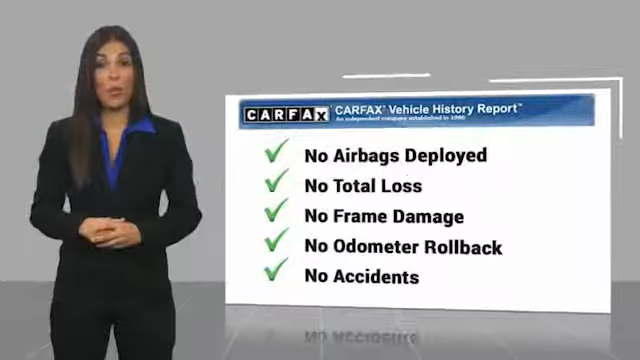 CARFAX CARFAX® Vehicle History Report™
An independent company established in 1986
No Airbags Deployed
No Total Loss
No Frame Damage
No Odometer Rollback
No Accidents